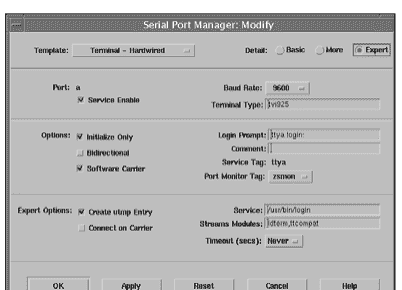 Serial Port Manager: Modify
Template: Terminal - Hardwired Detail: Basic More Expert
Port: a Baud Rate: 9600
Service Enable Terminal Type: tvi925
Options: Initialize Only Login Prompt: ttya login:
Bidirectional Comment:
Software Carrier Service Tag: ttya
Port Monitor Tag: zsmon
Expert Options: Create utmp Entry Service: /usr/bin/login
Connect on Carrier Streams Modules: ldterm,ttcompat
Timeout (secs): Never
OK Apply Reset Cancel Help